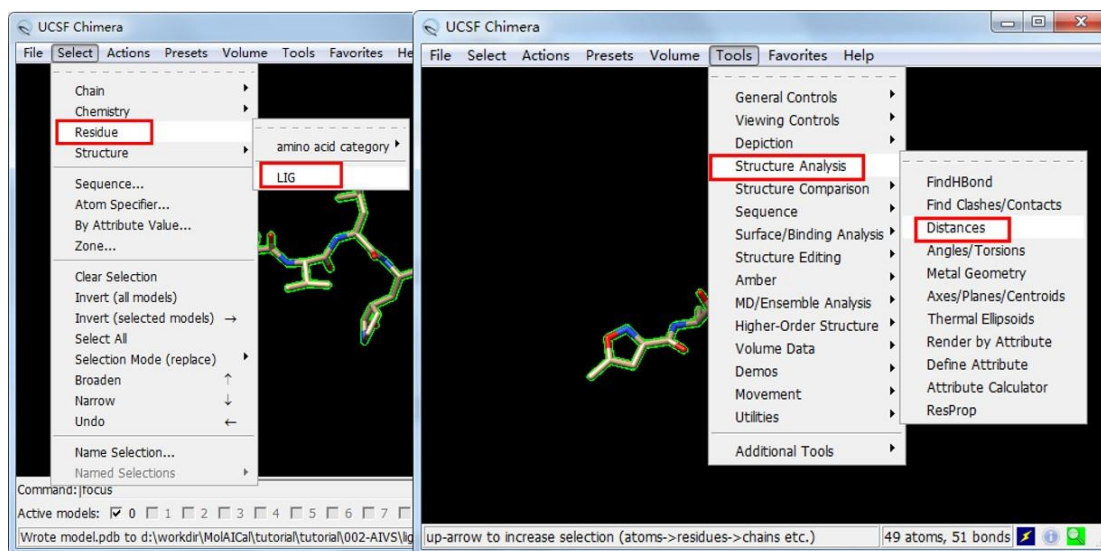 UCSF Chimera
File Select Actions Presets Volume Tools Favorites He
Chain
Chemistry
Residue
Structure
Sequence...
Atom Specifier...
By Attribute Value...
Zone...
Clear Selection
Invert (all models)
Invert (selected models) →
Select All
Selection Mode (replace)
Broaden ↑
Narrow ↓
Undo ←
Name Selection...
Named Selections
amino acid category
LIG
Command: focus
Active models: 0 1 2 3 4 5 6 7
Wrote model.pdb to d:\workdir\MolAICal\tutorial\tutorial\002-AIVS\lig
UCSF Chimera
File Select Actions Presets Volume Tools Favorites Help
General Controls
Viewing Controls
Depiction
Structure Analysis
Structure Comparison
Sequence
Surface/Binding Analysis
Structure Editing
Amber
MD/Ensemble Analysis
Higher-Order Structure
Volume Data
Demos
Movement
Utilities
Additional Tools
FindHBond
Find Clashes/Contacts
Distances
Angles/Torsions
Metal Geometry
Axes/Planes/Centroids
Thermal Ellipsoids
Render by Attribute
Define Attribute
Attribute Calculator
ResProp
up-arrow to increase selection (atoms->residues->chains etc.)
49 atoms, 51 bonds